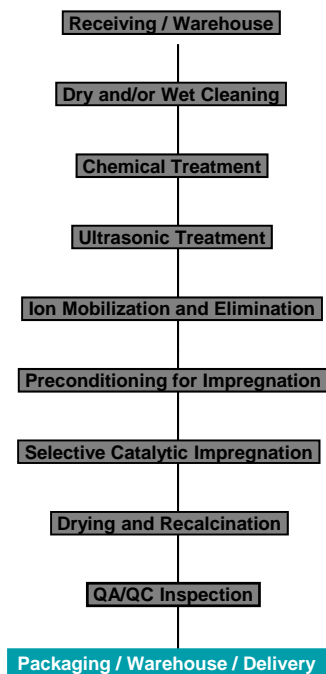 Receiving / Warehouse
Dry and/or Wet Cleaning
Chemical Treatment
Ultrasonic Treatment
Ion Mobilization and Elimination
Preconditioning for Impregnation
Selective Catalytic Impregnation
Drying and Recalcination
QA/QC Inspection
Packaging / Warehouse / Delivery